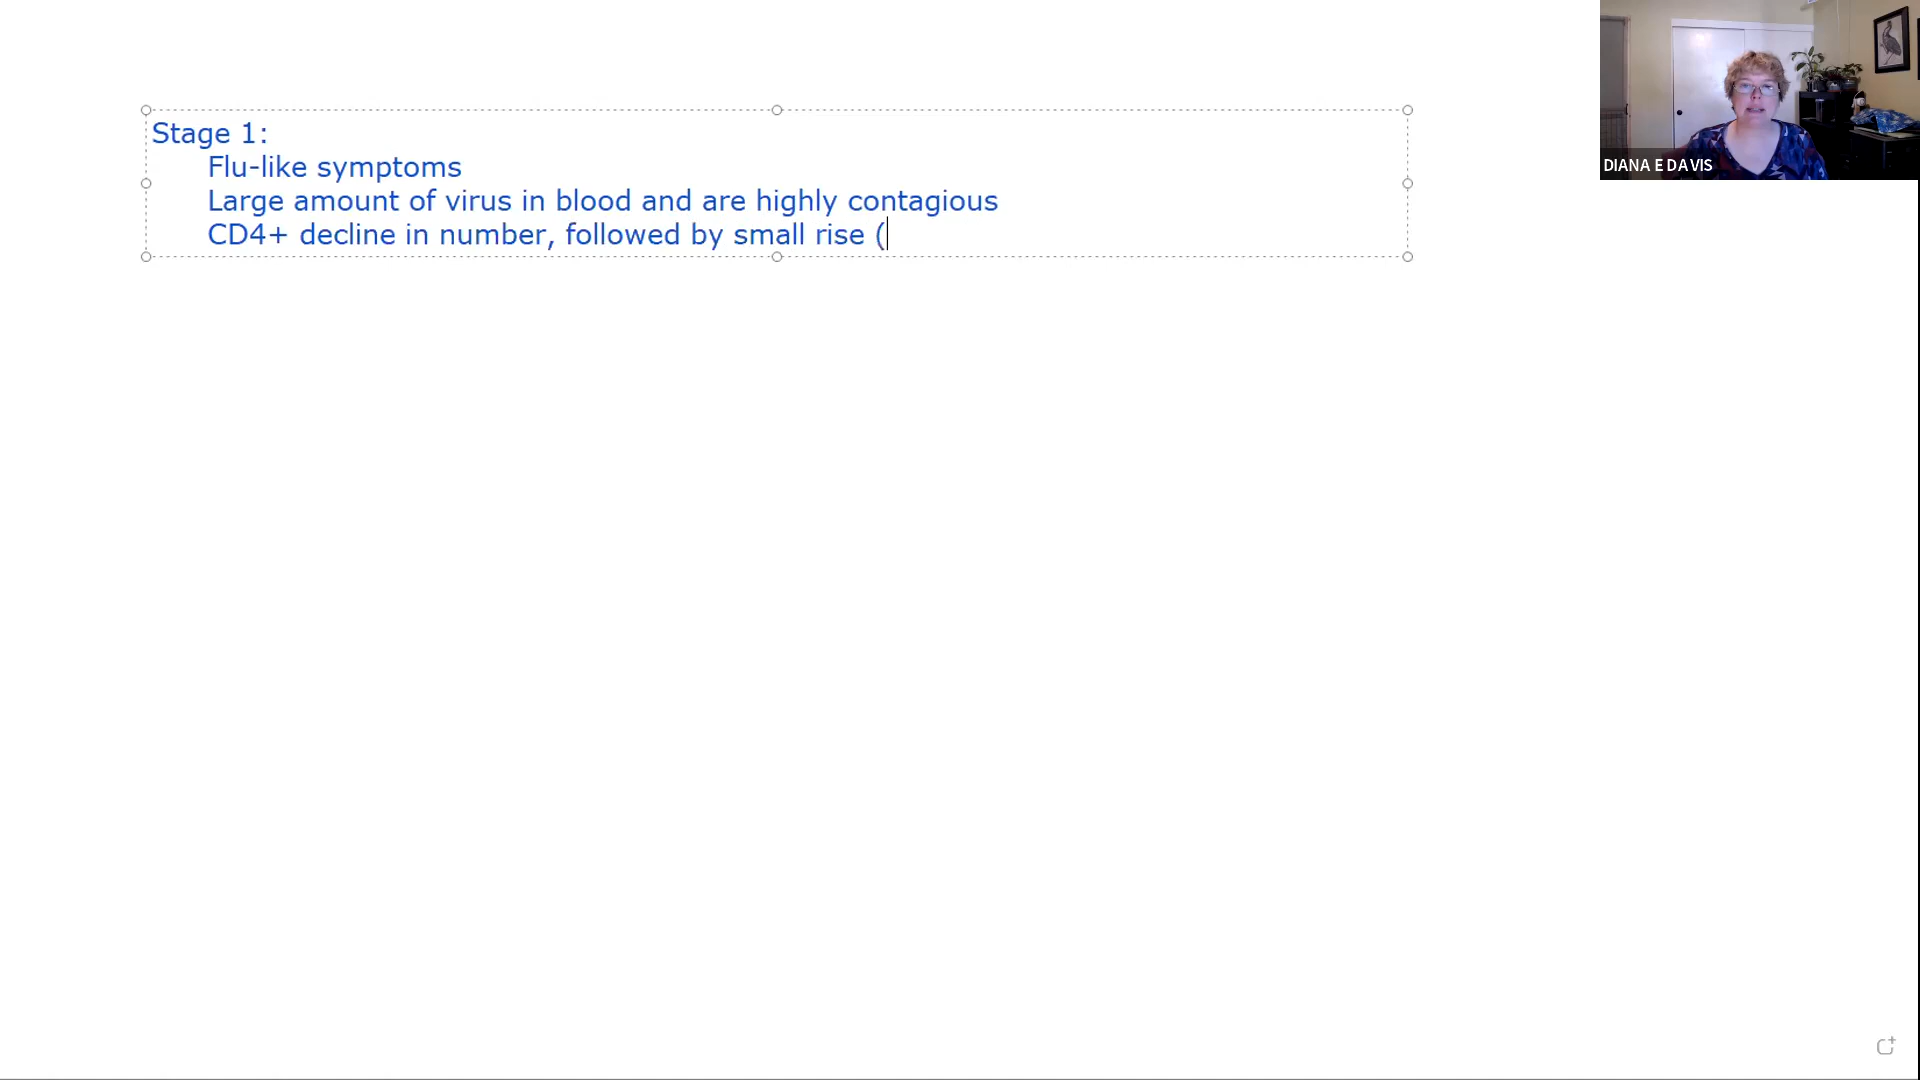 Stage 1:
Flu-like symptoms
Large amount of virus in blood and are highly contagious
CD4+ decline in number, followed by small rise (
DIANA E DAVIS